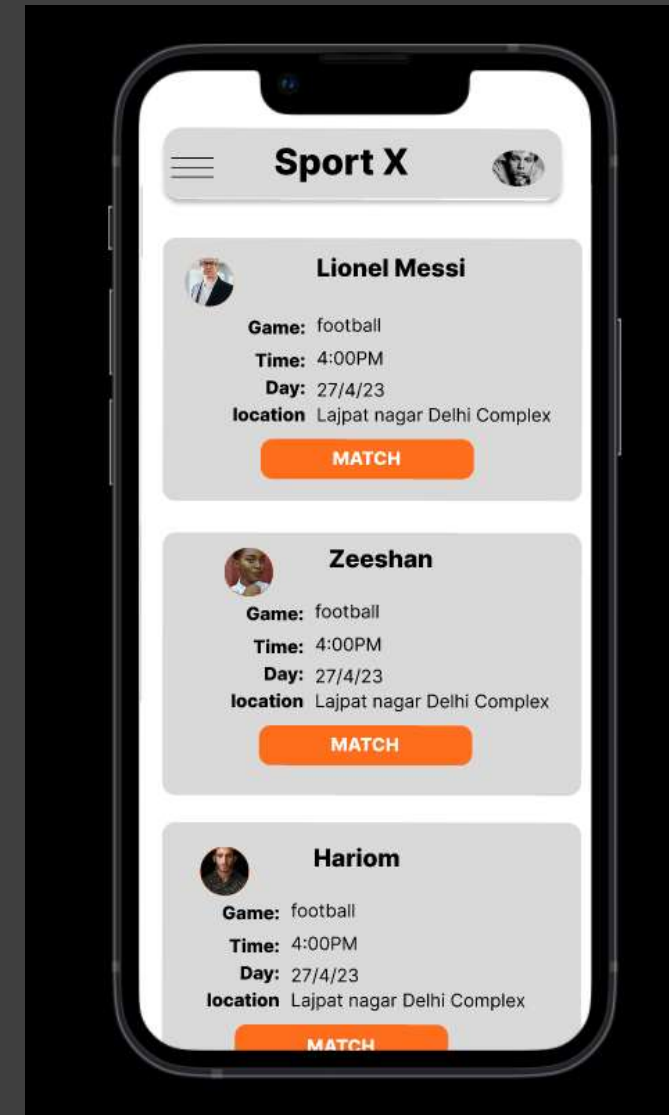 Sport X
Lionel Messi
Game: football
Time: 4:00PM
Day: 27/4/23
location Lajpat nagar Delhi Complex
MATCH
Zeeshan
Game: football
Time: 4:00PM
Day: 27/4/23
location Lajpat nagar Delhi Complex
MATCH
Hariom
Game: football
Time: 4:00PM
Day: 27/4/23
location Lajpat nagar Delhi Complex
MATCH